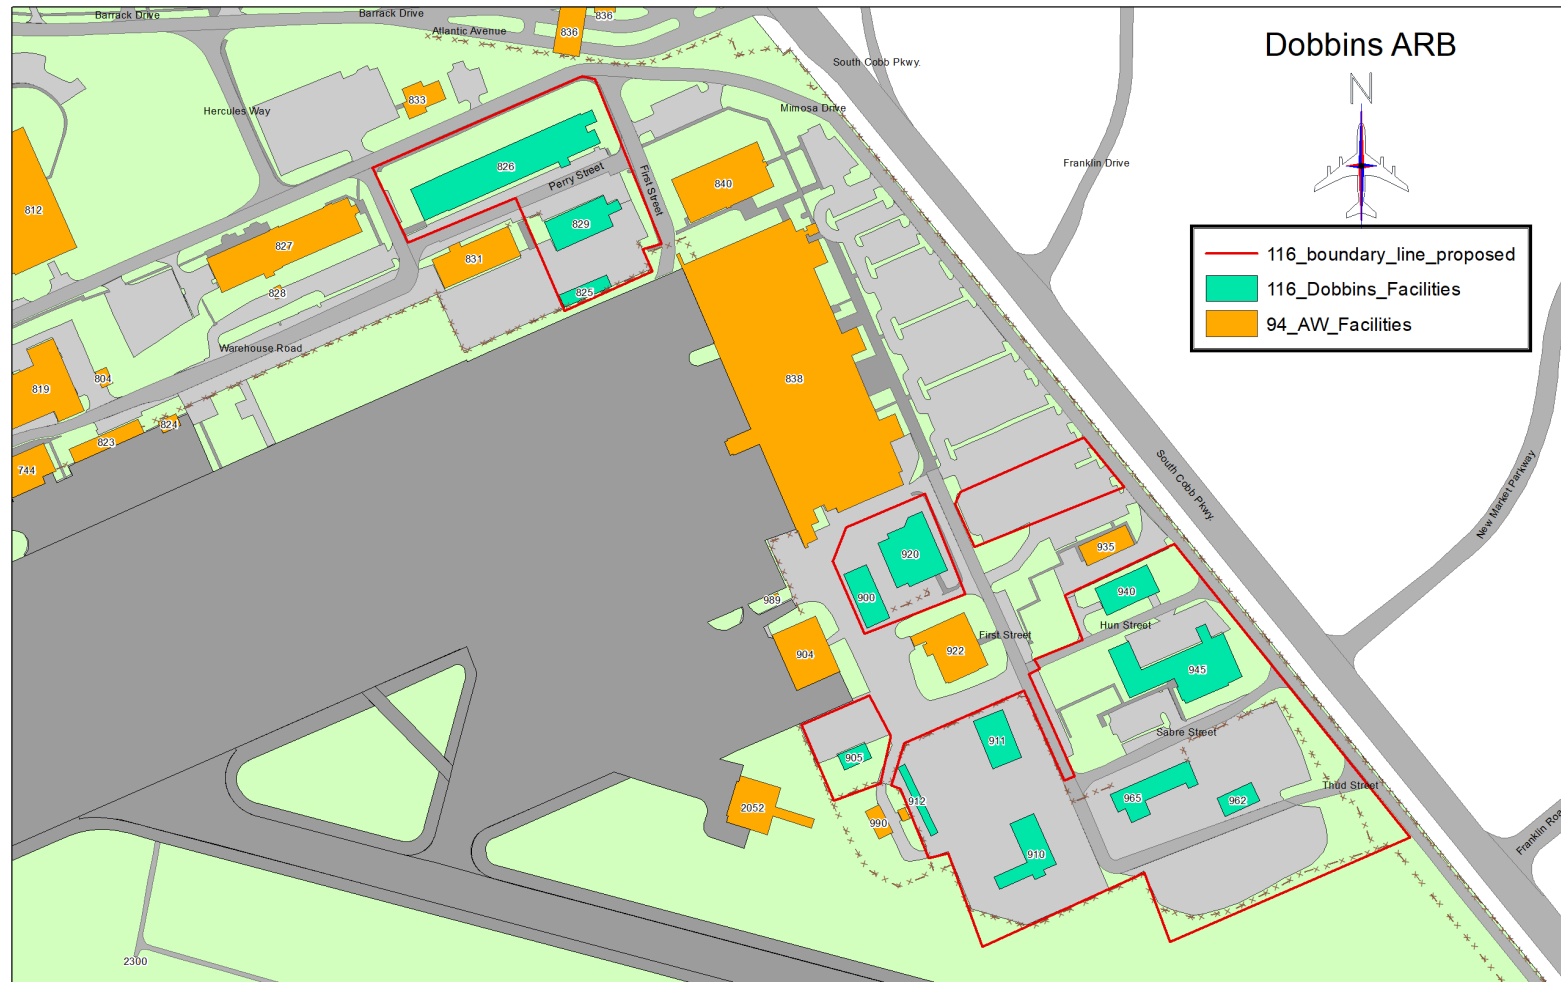 Barrack Drive
Barrack Drive
836
836
Atlantic Avenue
Dobbins ARB
N
South Cobb Pkwy.
833
Hercules Way
Mimosa Drive
Franklin Drive
826
Perry Street
First Street
840
812
829
827
831
825
828
116_boundary_line_proposed
116_Dobbins_Facilities
94_AW_Facilities
Warehouse Road
838
819
804
824
823
744
South Cobb Pkwy.
New Market Parkway
935
920
900
940
989
Hun Street
First Street
904
922
945
911
Sabre Street
905
Thud Street
965
962
912
2052
990
910
Franklin Roa
2300